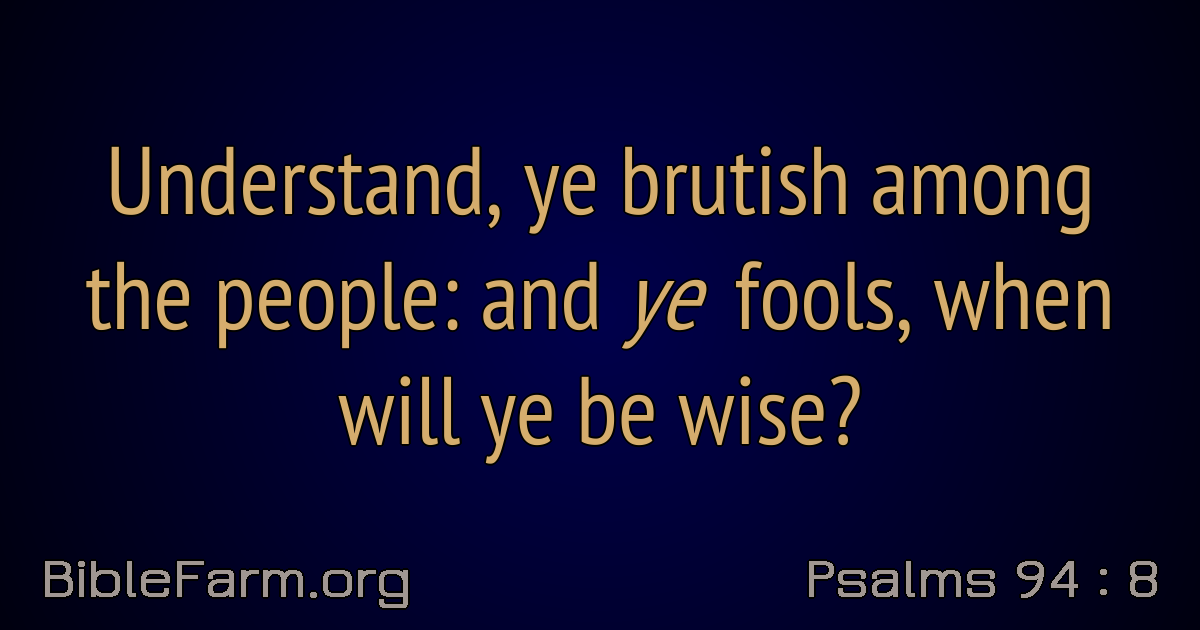 Understand, ye brutish among
the people: and ye fools, when
will ye be wise?
BibleFarm.org
Psalms 94 : 8